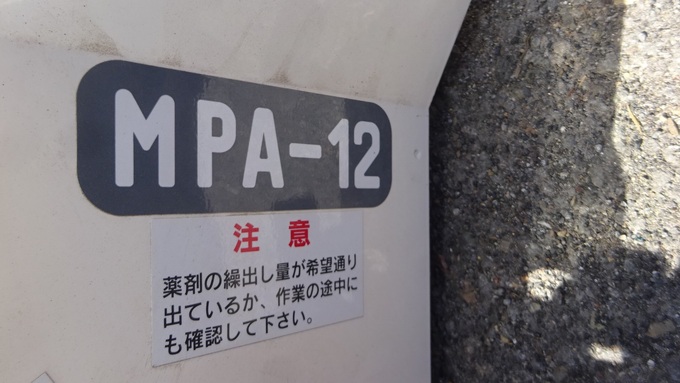 MPA-12
注意
薬剤の繰出し量が希望通り
出ているか、作業の途中に
も確認して下さい。